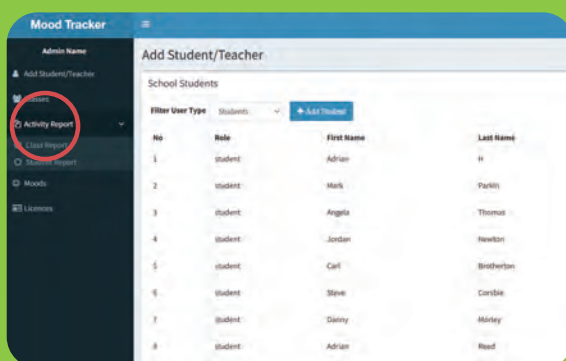 Mood Tracker
Admin Name
Add Student/Teacher
Classes
Activity Report
Class Report
Student Report
Moods
Licences
Add Student/Teacher
School Students
Filter User Type Students + Add Student
No Role First Name Last Name
1 student Adrian H
2 student Mark Parkin
3 student Angela Thomas
4 student Jordan Newton
5 student Carl Brotherton
6 student Steve Corsbie
7 student Danny Morley
8 student Adrian Reed